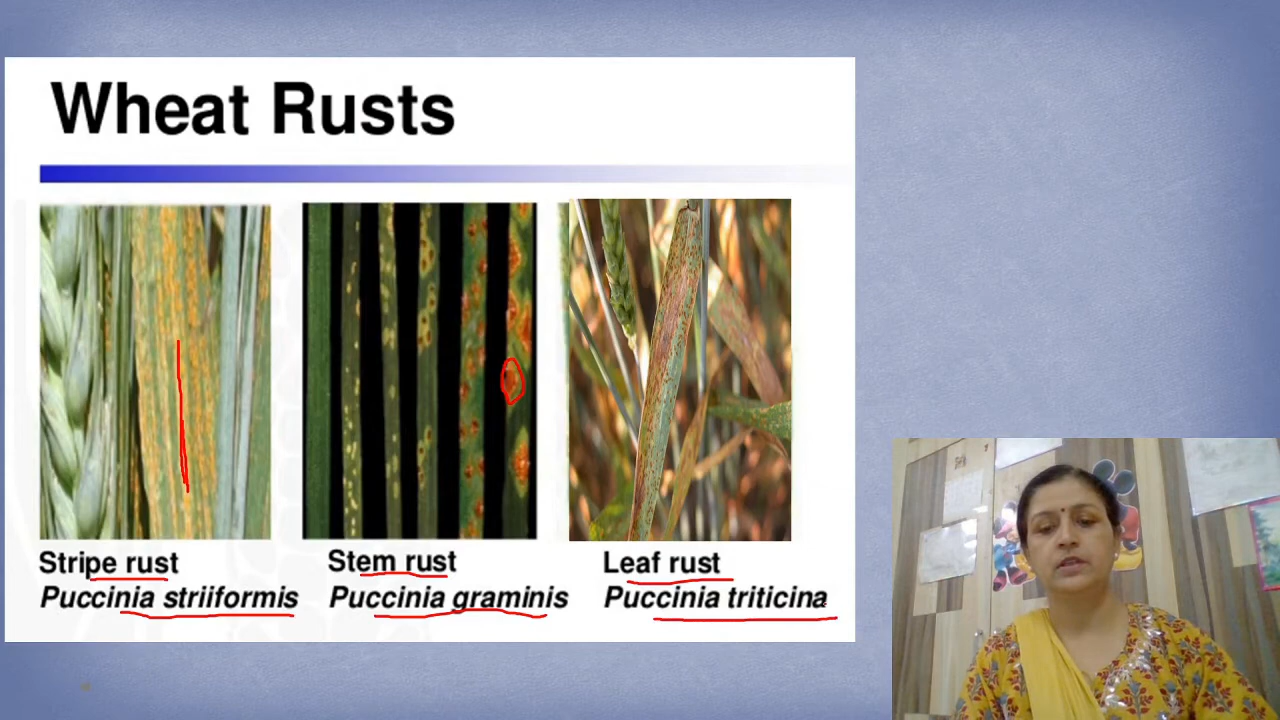 Wheat Rusts
Stripe rust
Puccinia striiformis
Stem rust
Puccinia graminis
Leaf rust
Puccinia triticina